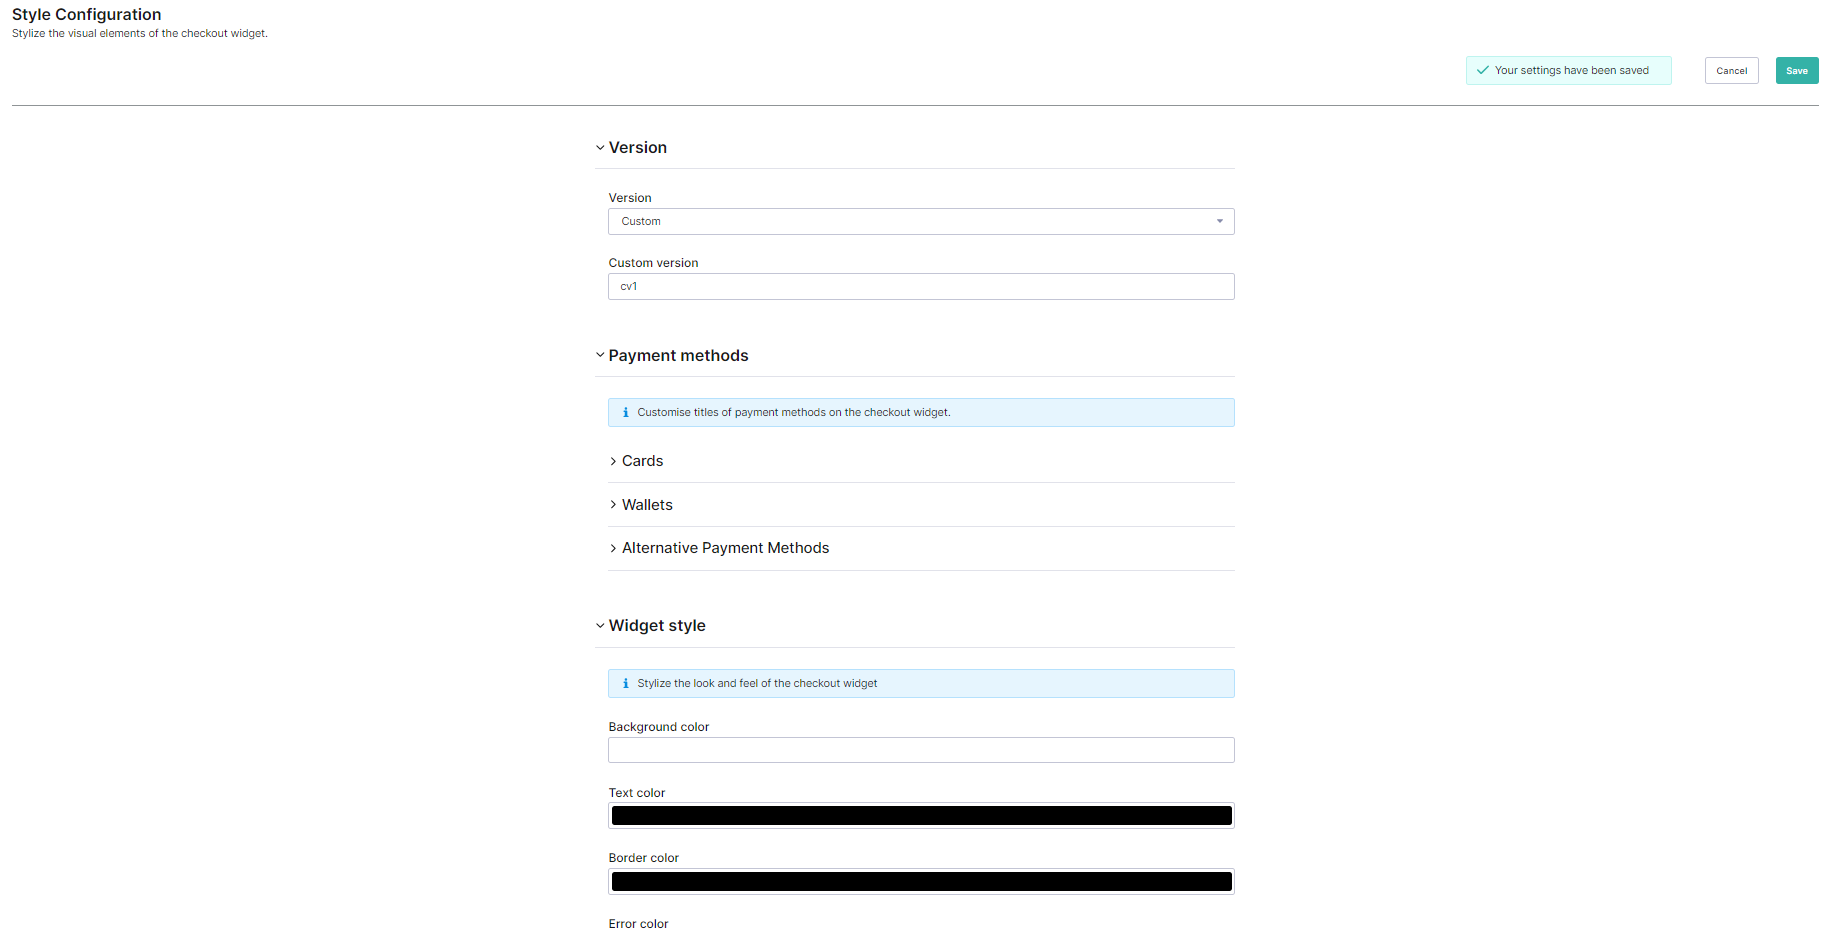 Style Configuration
Stylize the visual elements of the checkout widget.
Your settings have been saved
Cancel
Save
Version
Version
Custom
Custom version
cv1
Payment methods
Customise titles of payment methods on the checkout widget.
Cards
Wallets
Alternative Payment Methods
Widget style
Stylize the look and feel of the checkout widget
Background color
Text color
Border color
Error color